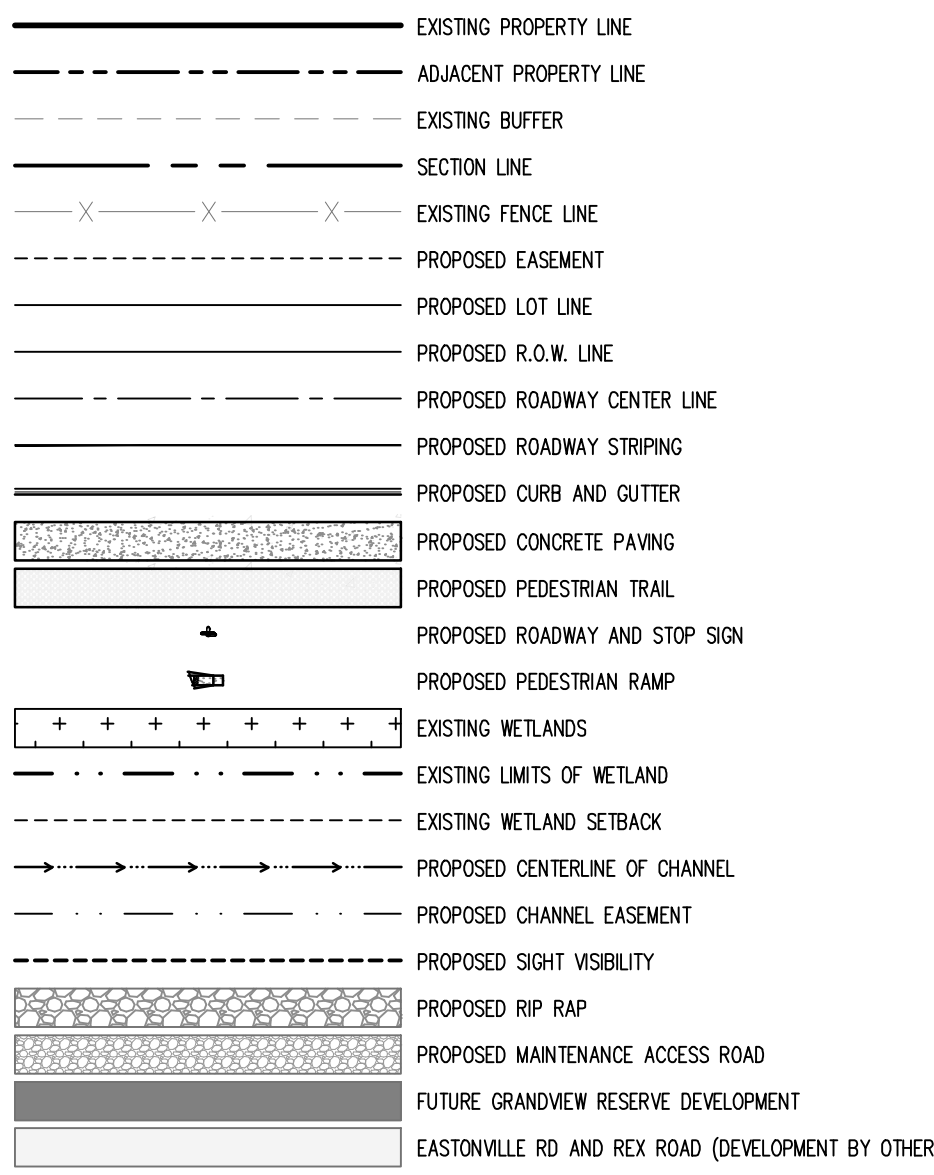 EXISTING PROPERTY LINE
ADJACENT PROPERTY LINE
EXISTING BUFFER
SECTION LINE
EXISTING FENCE LINE
PROPOSED EASEMENT
PROPOSED LOT LINE
PROPOSED R.O.W. LINE
PROPOSED ROADWAY CENTER LINE
PROPOSED ROADWAY STRIPING
PROPOSED CURB AND GUTTER
PROPOSED CONCRETE PAVING
PROPOSED PEDESTRIAN TRAIL
PROPOSED ROADWAY AND STOP SIGN
PROPOSED PEDESTRIAN RAMP
EXISTING WETLANDS
EXISTING LIMITS OF WETLAND
EXISTING WETLAND SETBACK
PROPOSED CENTERLINE OF CHANNEL
PROPOSED CHANNEL EASEMENT
PROPOSED SIGHT VISIBILITY
PROPOSED RIP RAP
PROPOSED MAINTENANCE ACCESS ROAD
FUTURE GRANDVIEW RESERVE DEVELOPMENT
EASTONVILLE RD AND REX ROAD (DEVELOPMENT BY OTHER